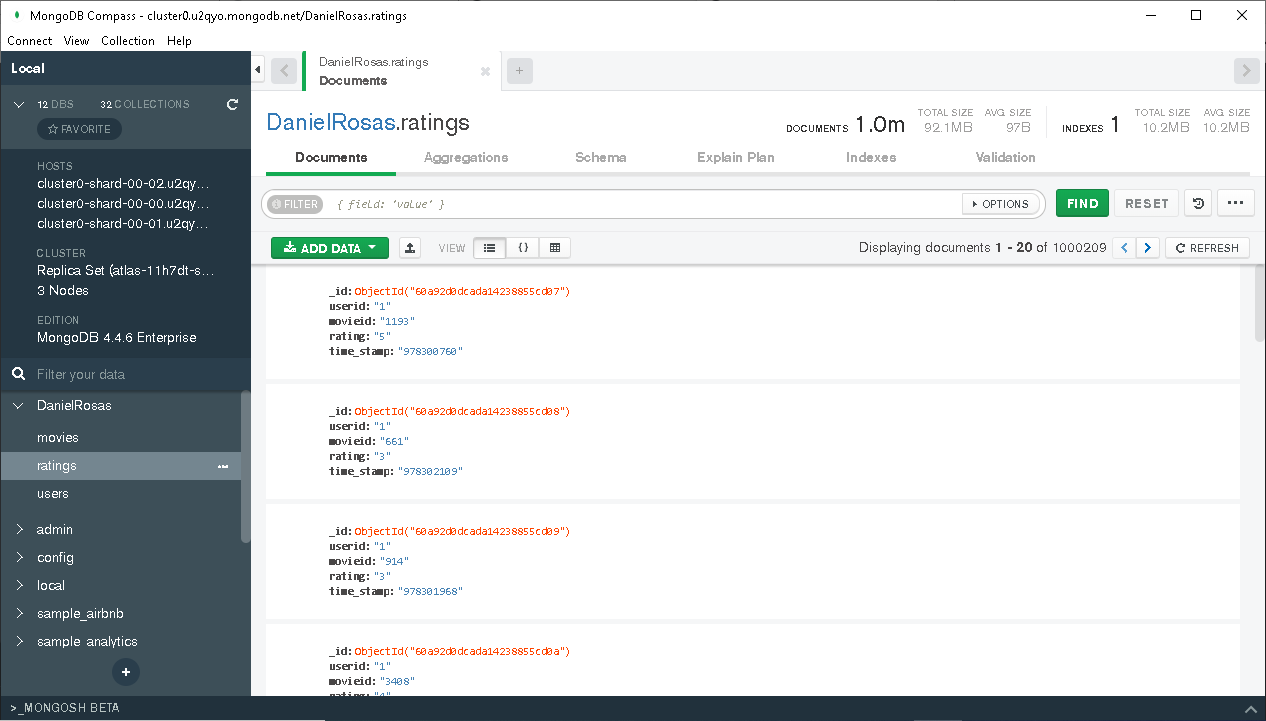 MongoDB Compass - cluster0.u2qyo.mongodb.net/DanielRosas.ratings
Connect View Collection Help
Local
12 DBS 32 COLLECTIONS
FAVORITE
HOSTS
cluster0-shard-00-02.u2qy...
cluster0-shard-00-00.u2qy...
cluster0-shard-00-01.u2qy...
CLUSTER
Replica Set (atlas-11h7dt-s...
3 Nodes
EDITION
MongoDB 4.4.6 Enterprise
Filter your data
DanielRosas
movies
ratings
users
admin
config
local
sample_airbnb
sample_analytics
>_MONGOSH BETA
DanielRosas.ratings
Documents
DanielRosas.ratings
DOCUMENTS 1.0m
TOTAL SIZE 92.1MB
AVG. SIZE 97B
INDEXES 1
TOTAL SIZE 10.2MB
AVG. SIZE 10.2MB
Documents Aggregations Schema Explain Plan Indexes Validation
FILTER { field: 'value' } OPTIONS FIND RESET
ADD DATA VIEW Displaying documents 1 - 20 of 1000209 REFRESH
_id: ObjectId("60a92d0dcada14238855cd07")
userid: "1"
movieid: "1193"
rating: "5"
time_stamp: "978300760"
_id: ObjectId("60a92d0dcada14238855cd08")
userid: "1"
movieid: "661"
rating: "3"
time_stamp: "978302109"
_id: ObjectId("60a92d0dcada14238855cd09")
userid: "1"
movieid: "914"
rating: "3"
time_stamp: "978301968"
_id: ObjectId("60a92d0dcada14238855cd0a")
userid: "1"
movieid: "3408"
rating: "4"